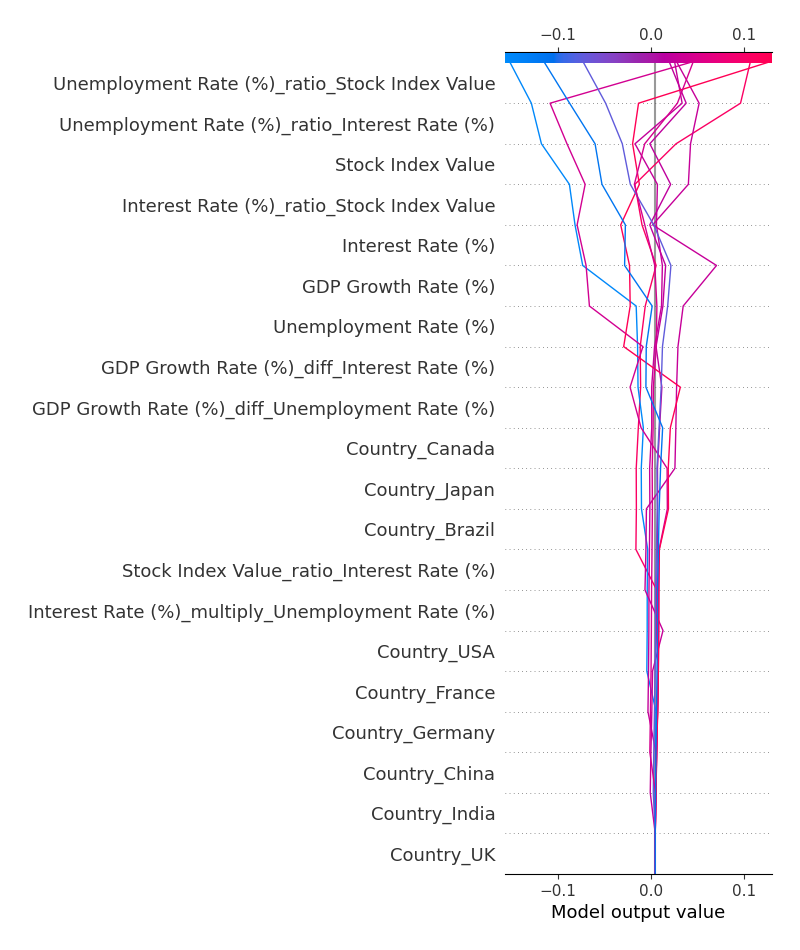 −0.1 0.0 0.1
Unemployment Rate (%)_ratio_Stock Index Value
Unemployment Rate (%)_ratio_Interest Rate (%)
Stock Index Value
Interest Rate (%)_ratio_Stock Index Value
Interest Rate (%)
GDP Growth Rate (%)
Unemployment Rate (%)
GDP Growth Rate (%)_diff_Interest Rate (%)
GDP Growth Rate (%)_diff_Unemployment Rate (%)
Country_Canada
Country_Japan
Country_Brazil
Stock Index Value_ratio_Interest Rate (%)
Interest Rate (%)_multiply_Unemployment Rate (%)
Country_USA
Country_France
Country_Germany
Country_China
Country_India
Country_UK
−0.1 0.0 0.1
Model output value